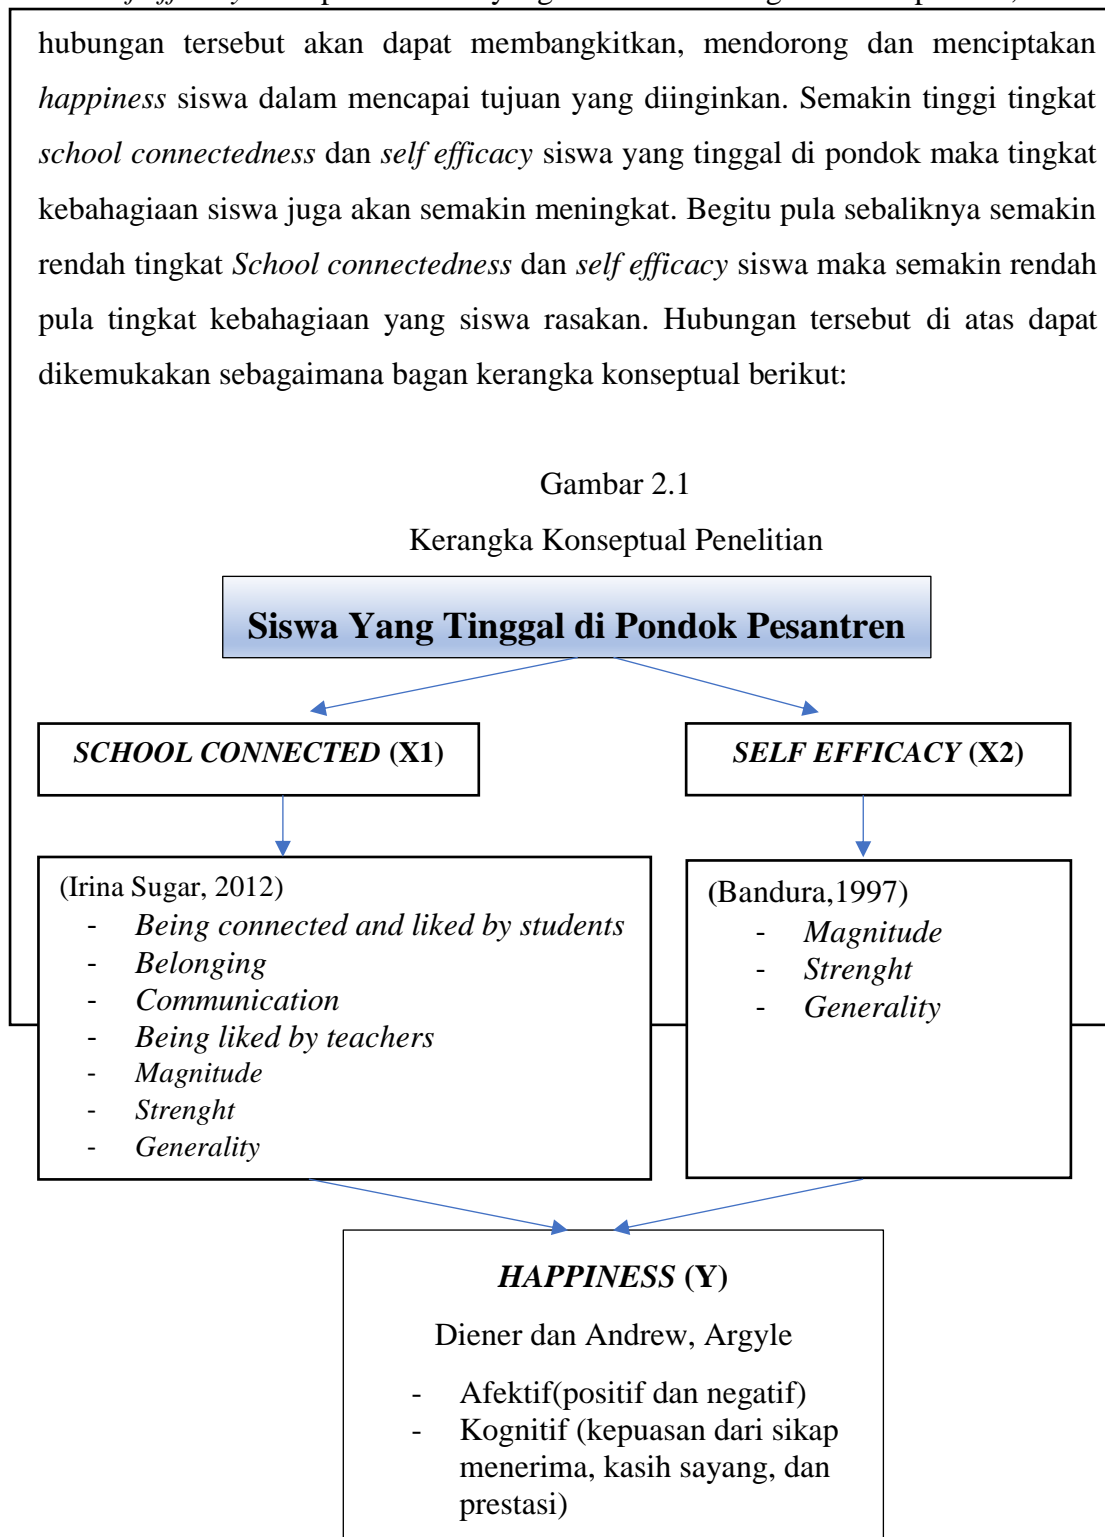 hubungan tersebut akan dapat membangkitkan, mendorong dan menciptakan
happiness siswa dalam mencapai tujuan yang diinginkan. Semakin tinggi tingkat
school connectedness dan self efficacy siswa yang tinggal di pondok maka tingkat
kebahagiaan siswa juga akan semakin meningkat. Begitu pula sebaliknya semakin
rendah tingkat School connectedness dan self efficacy siswa maka semakin rendah
pula tingkat kebahagiaan yang siswa rasakan. Hubungan tersebut di atas dapat
dikemukakan sebagaimana bagan kerangka konseptual berikut:
Gambar 2.1
Kerangka Konseptual Penelitian
Siswa Yang Tinggal di Pondok Pesantren
SCHOOL CONNECTED (X1)
SELF EFFICACY (X2)
(Irina Sugar, 2012)
- Being connected and liked by students
- Belonging
- Communication
- Being liked by teachers
- Magnitude
- Strenght
- Generality
(Bandura,1997)
- Magnitude
- Strenght
- Generality
HAPPINESS (Y)
Diener dan Andrew, Argyle
- Afektif(positif dan negatif)
- Kognitif (kepuasan dari sikap
menerima, kasih sayang, dan
prestasi)